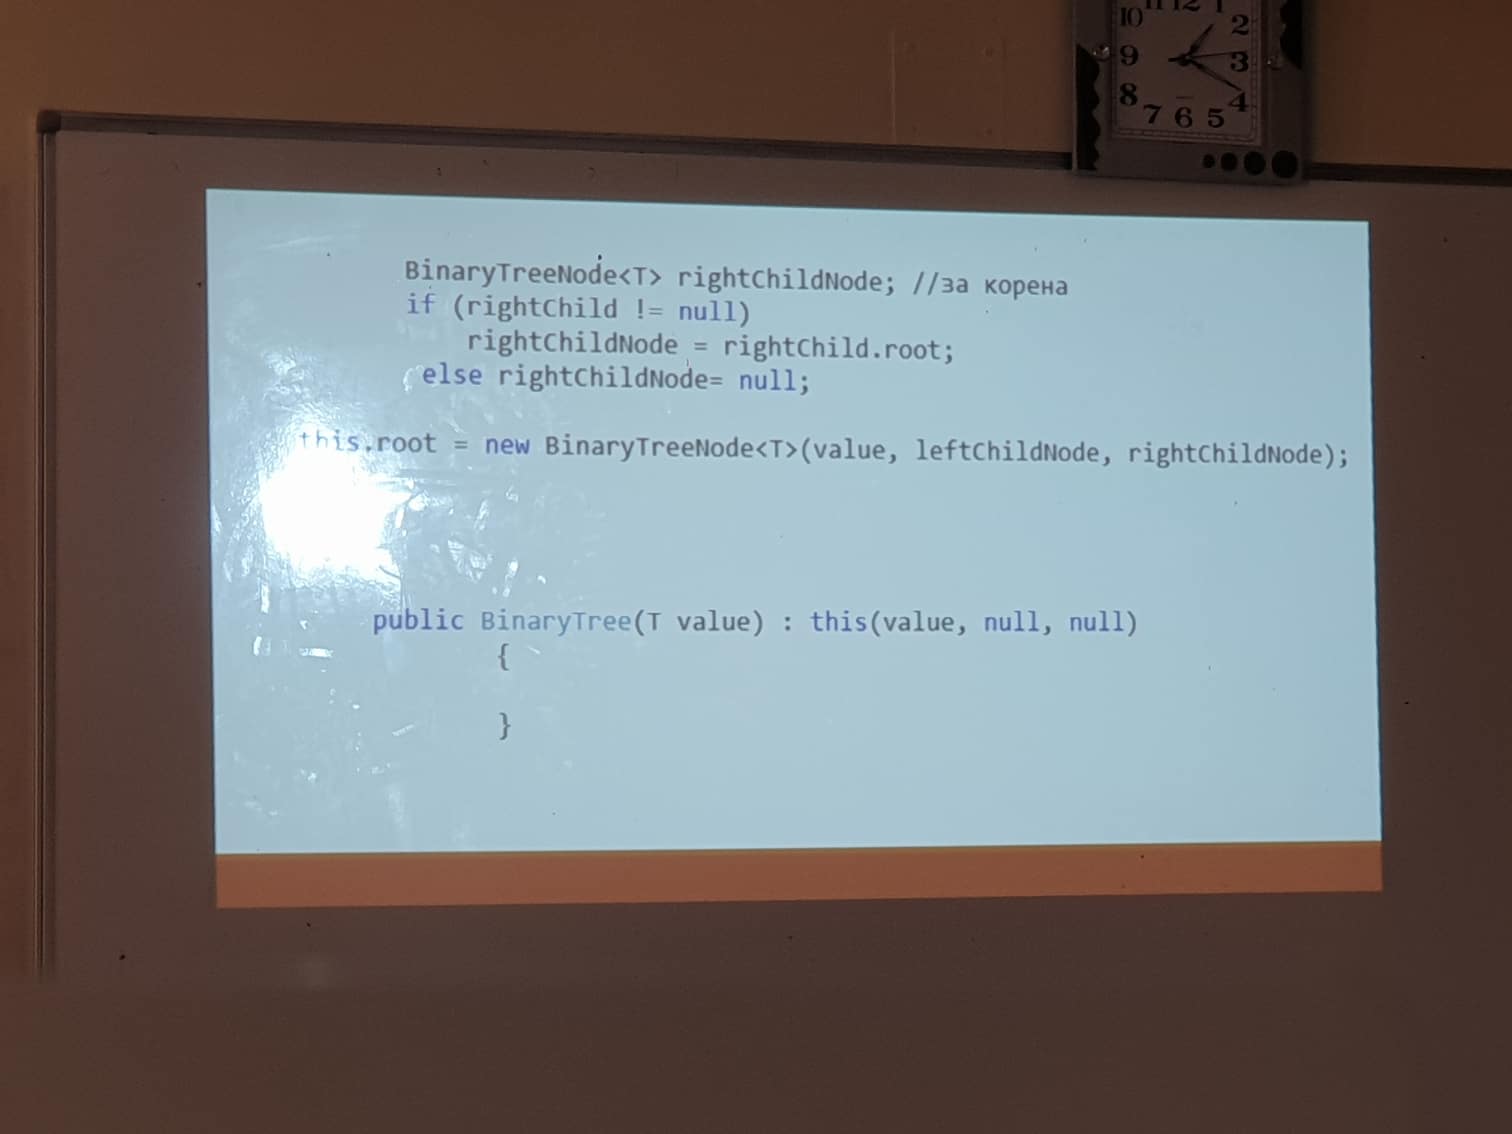 10 11 12 1
2
9
3
8
4
7 6 5
BinaryTreeNode<T> rightChildNode; //за корена
if (rightChild != null)
rightChildNode = rightChild.root;
else rightChildNode= null;
this.root = new BinaryTreeNode<T>(value, leftChildNode, rightChildNode);
public BinaryTree(T value) : this(value, null, null)
{
}